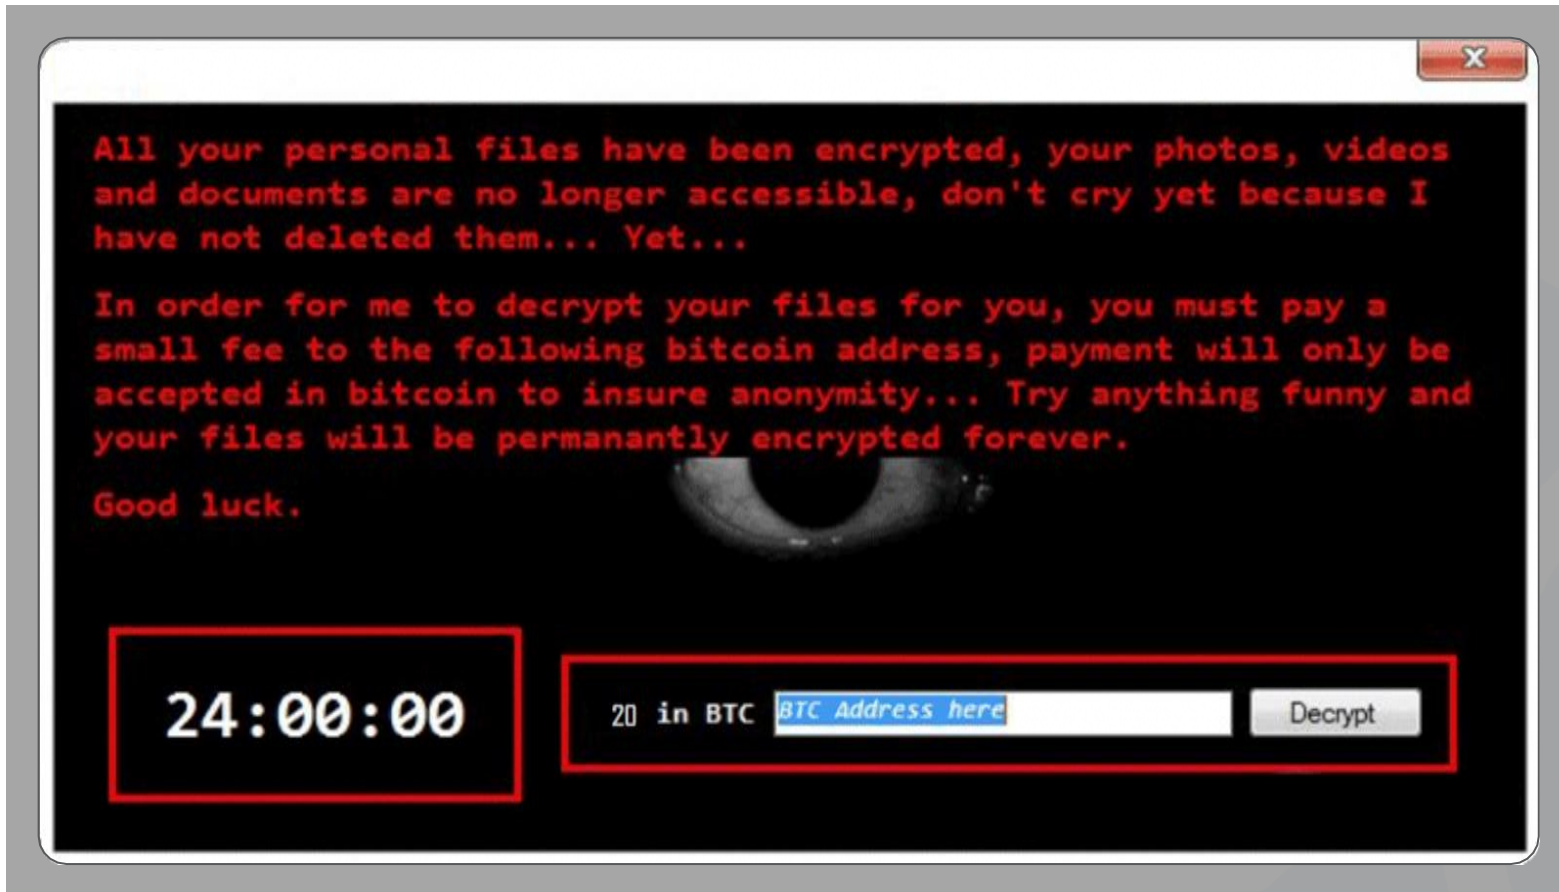 X
All your personal files have been encrypted, your photos, videos
and documents are no longer accessible, don't cry yet because I
have not deleted them... Yet...
In order for me to decrypt your files for you, you must pay a
small fee to the following bitcoin address, payment will only be
accepted in bitcoin to insure anonymity... Try anything funny and
your files will be permanantly encrypted forever.
Good luck.
24:00:00
20 in BTC BTC Address here Decrypt